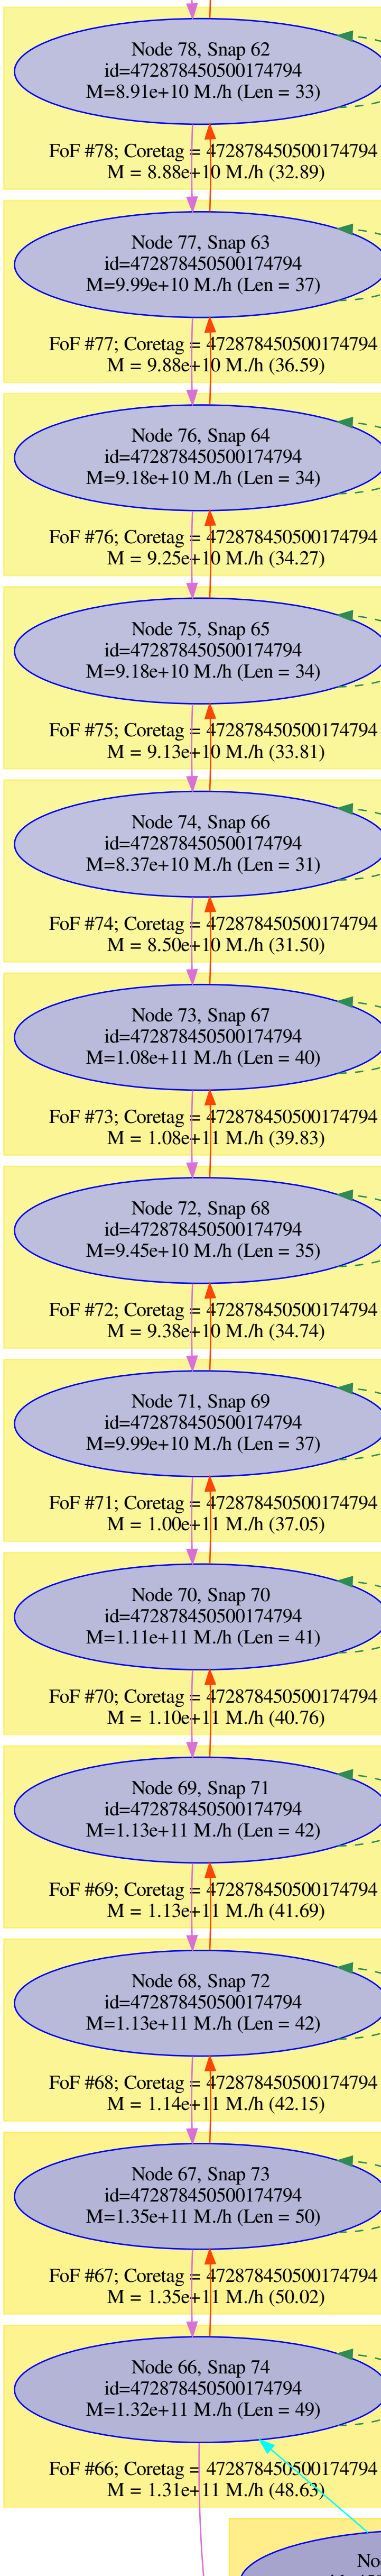 Node 78, Snap 62
id=472878450500174794
M=8.91e+10 M./h (Len = 33)
FoF #78; Coretag = 472878450500174794
M = 8.88e+10 M./h (32.89)
Node 77, Snap 63
id=472878450500174794
M=9.99e+10 M./h (Len = 37)
FoF #77; Coretag = 472878450500174794
M = 9.88e+10 M./h (36.59)
Node 76, Snap 64
id=472878450500174794
M=9.18e+10 M./h (Len = 34)
FoF #76; Coretag = 472878450500174794
M = 9.25e+10 M./h (34.27)
Node 75, Snap 65
id=472878450500174794
M=9.18e+10 M./h (Len = 34)
FoF #75; Coretag = 472878450500174794
M = 9.13e+10 M./h (33.81)
Node 74, Snap 66
id=472878450500174794
M=8.37e+10 M./h (Len = 31)
FoF #74; Coretag = 472878450500174794
M = 8.50e+10 M./h (31.50)
Node 73, Snap 67
id=472878450500174794
M=1.08e+11 M./h (Len = 40)
FoF #73; Coretag = 472878450500174794
M = 1.08e+11 M./h (39.83)
Node 72, Snap 68
id=472878450500174794
M=9.45e+10 M./h (Len = 35)
FoF #72; Coretag = 472878450500174794
M = 9.38e+10 M./h (34.74)
Node 71, Snap 69
id=472878450500174794
M=9.99e+10 M./h (Len = 37)
FoF #71; Coretag = 472878450500174794
M = 1.00e+11 M./h (37.05)
Node 70, Snap 70
id=472878450500174794
M=1.11e+11 M./h (Len = 41)
FoF #70; Coretag = 472878450500174794
M = 1.10e+11 M./h (40.76)
Node 69, Snap 71
id=472878450500174794
M=1.13e+11 M./h (Len = 42)
FoF #69; Coretag = 472878450500174794
M = 1.13e+11 M./h (41.69)
Node 68, Snap 72
id=472878450500174794
M=1.13e+11 M./h (Len = 42)
FoF #68; Coretag = 472878450500174794
M = 1.14e+11 M./h (42.15)
Node 67, Snap 73
id=472878450500174794
M=1.35e+11 M./h (Len = 50)
FoF #67; Coretag = 472878450500174794
M = 1.35e+11 M./h (50.02)
Node 66, Snap 74
id=472878450500174794
M=1.32e+11 M./h (Len = 49)
FoF #66; Coretag = 472878450500174794
M = 1.31e+11 M./h (48.63)
No